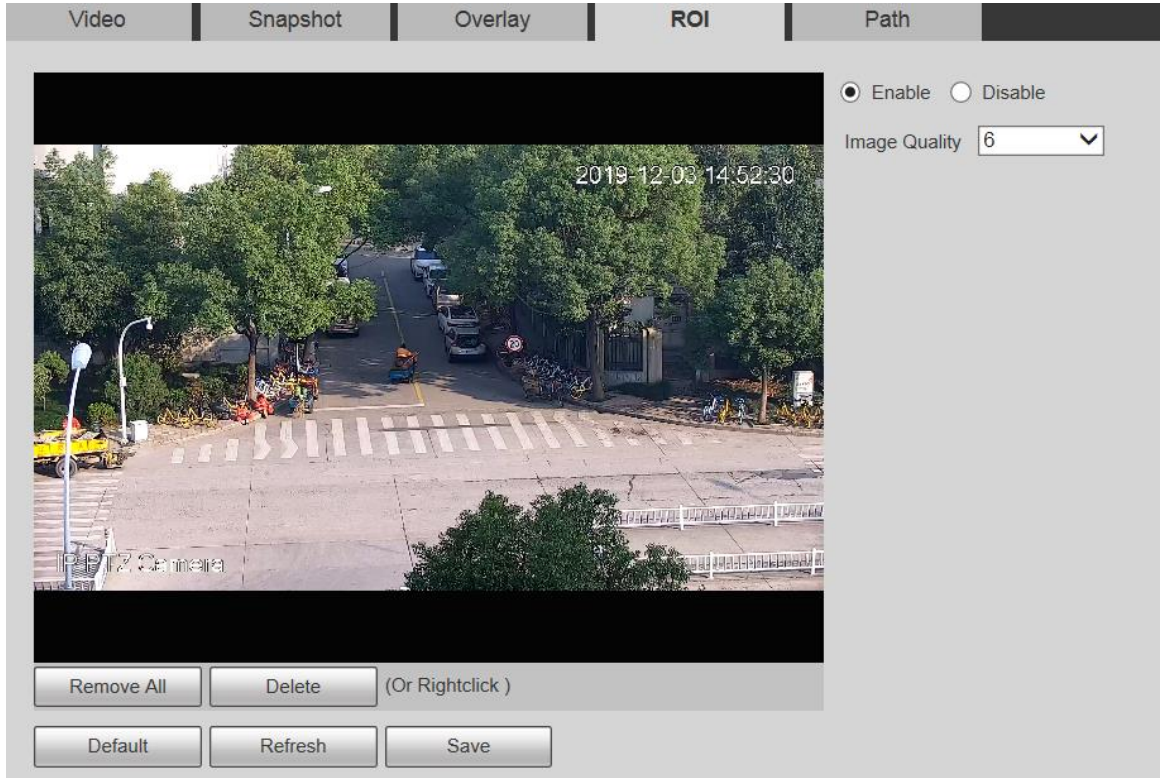 Video Snapshot Overlay ROI Path
Enable Disable
Image Quality 6
2019-12-03 14:52:30
20
IP PTZ Camera
Remove All Delete (Or Rightclick )
Default Refresh Save